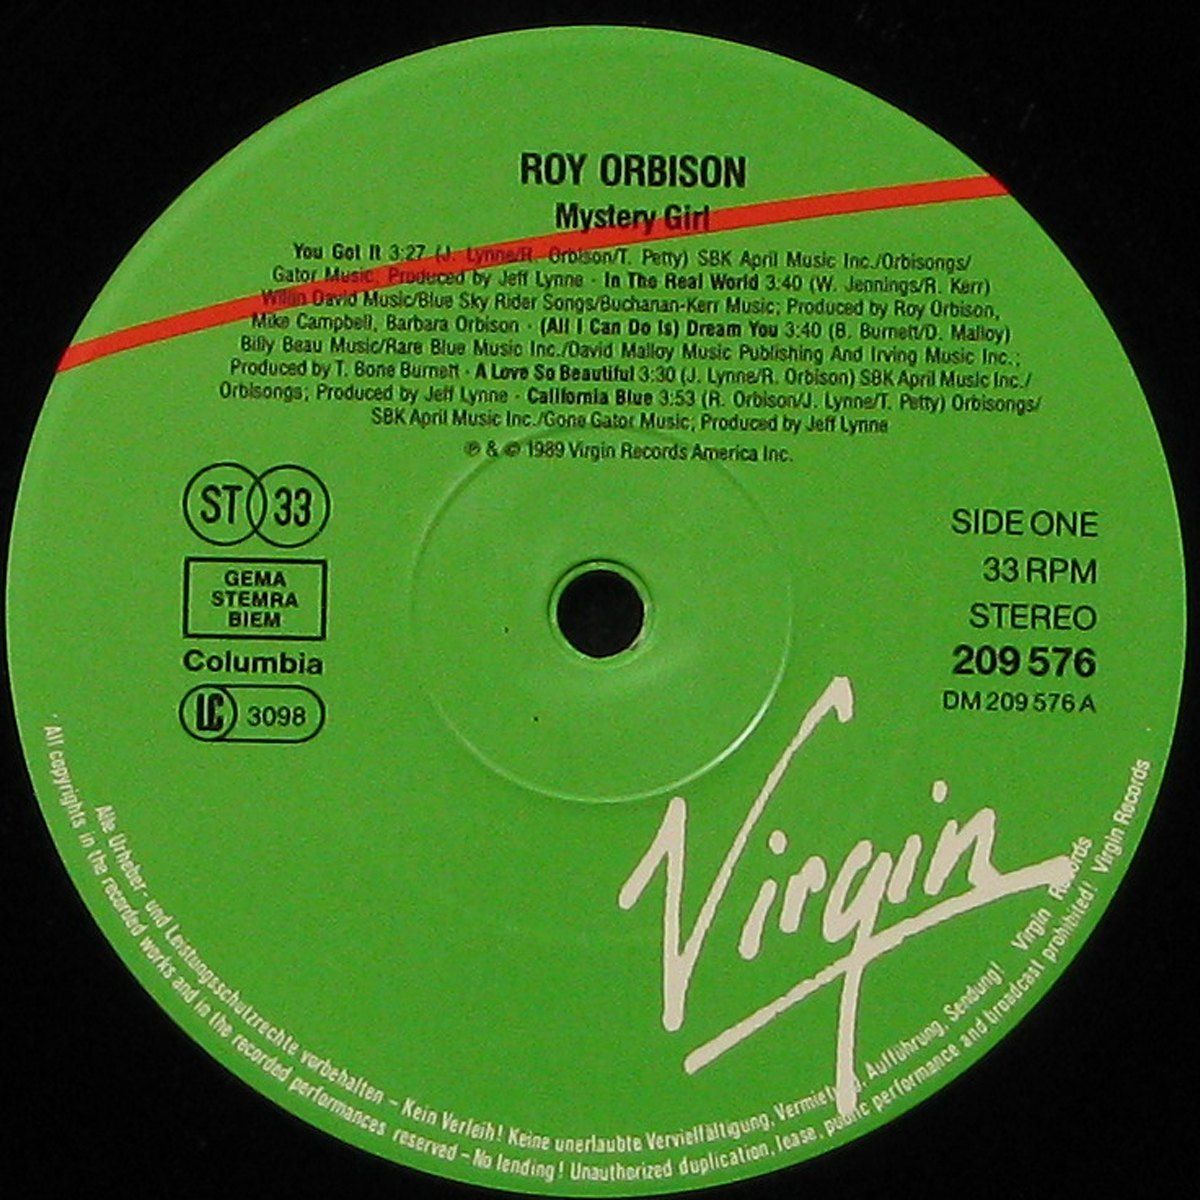 ROY ORBISON
Mystery Girl
You Got It 3:27 (J. Lynne/R. Orbison/T. Petty) SBK April Music Inc./Orbisongs/
Gator Music; Produced by Jeff Lynne · In The Real World 3:40 (W. Jennings/R. Kerr)
Willin David Music/Blue Sky Rider Songs/Buchanan-Kerr Music; Produced by Roy Orbison,
Mike Campbell, Barbara Orbison · (All I Can Do Is) Dream You 3:40 (B. Burnett/D. Malloy)
Billy Beau Music/Rare Blue Music Inc./David Malloy Music Publishing And Irving Music Inc.;
Produced by T. Bone Burnett · A Love So Beautiful 3:30 (J. Lynne/R. Orbison) SBK April Music Inc./
Orbisongs; Produced by Jeff Lynne · California Blue 3:53 (R. Orbison/J. Lynne/T. Petty) Orbisongs/
SBK April Music Inc./Gone Gator Music; Produced by Jeff Lynne
℗ & © 1989 Virgin Records America Inc.
ST 33
GEMA
STEMRA
BIEM
Columbia
LC 3098
SIDE ONE
33 RPM
STEREO
209 576
DM 209 576 A
Virgin
Alle Urheber- und Leistungsschutzrechte vorbehalten – Kein Verleih! Keine unerlaubte Vervielfältigung, Vermietung, Aufführung, Sendung! Virgin Records
All copyrights in the recorded works and in the recorded performances reserved – No lending! Unauthorized duplication, lease, public performance and broadcast prohibited! Virgin Records